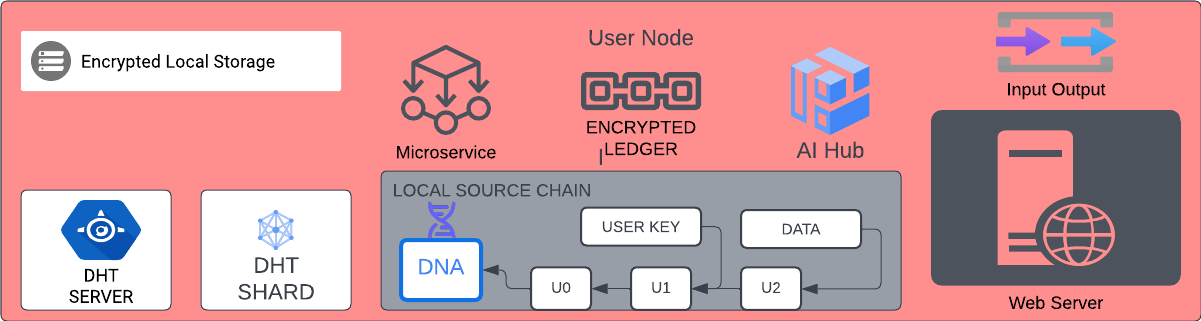 User Node
Encrypted Local Storage
Input Output
ENCRYPTED
LEDGER
Microservice
AI Hub
LOCAL SOURCE CHAIN
USER KEY
DATA
DNA
DHT
SERVER
DHT
SHARD
U0
U1
U2
Web Server